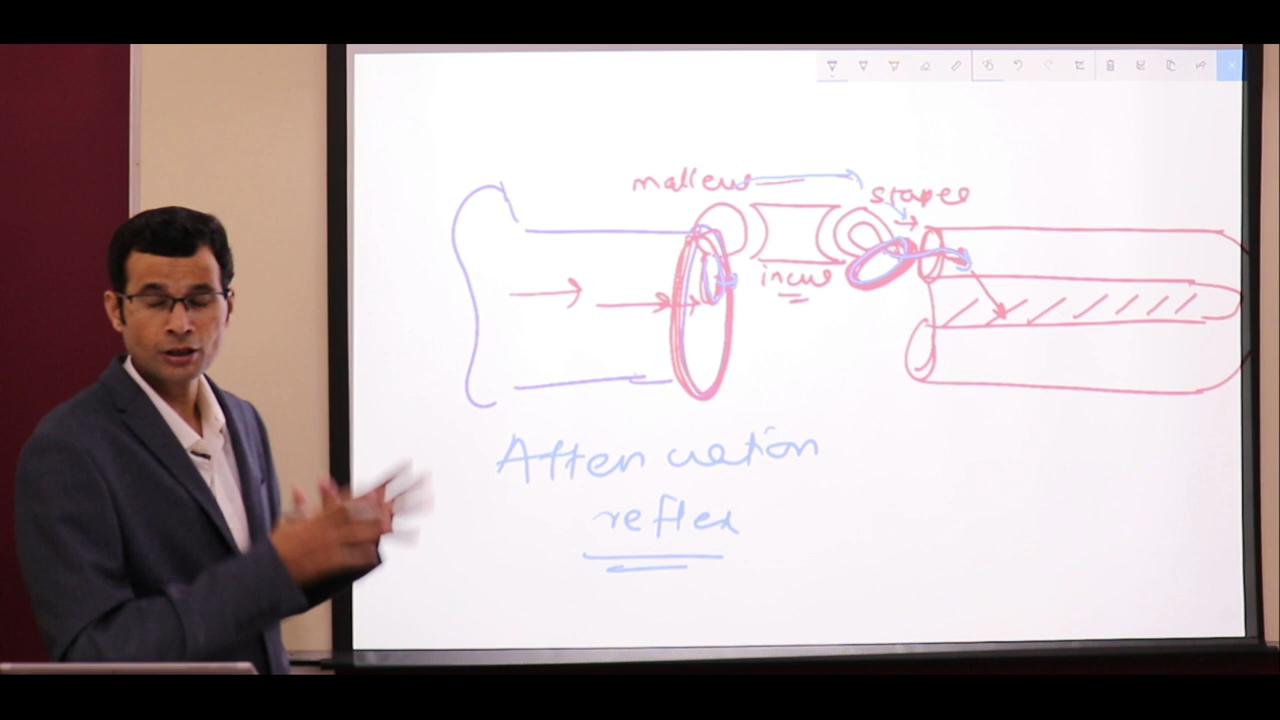 malleus
stapes
incus
Attenuation
reflex